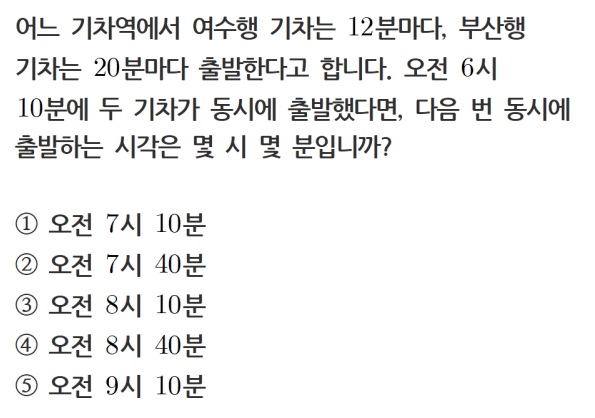 어느 기차역에서 여수행 기차는 12분마다, 부산행
기차는 20분마다 출발한다고 합니다. 오전 6시
10분에 두 기차가 동시에 출발했다면, 다음 번 동시에
출발하는 시각은 몇 시 몇 분입니까?
① 오전 7시 10분
② 오전 7시 40분
③ 오전 8시 10분
④ 오전 8시 40분
⑤ 오전 9시 10분